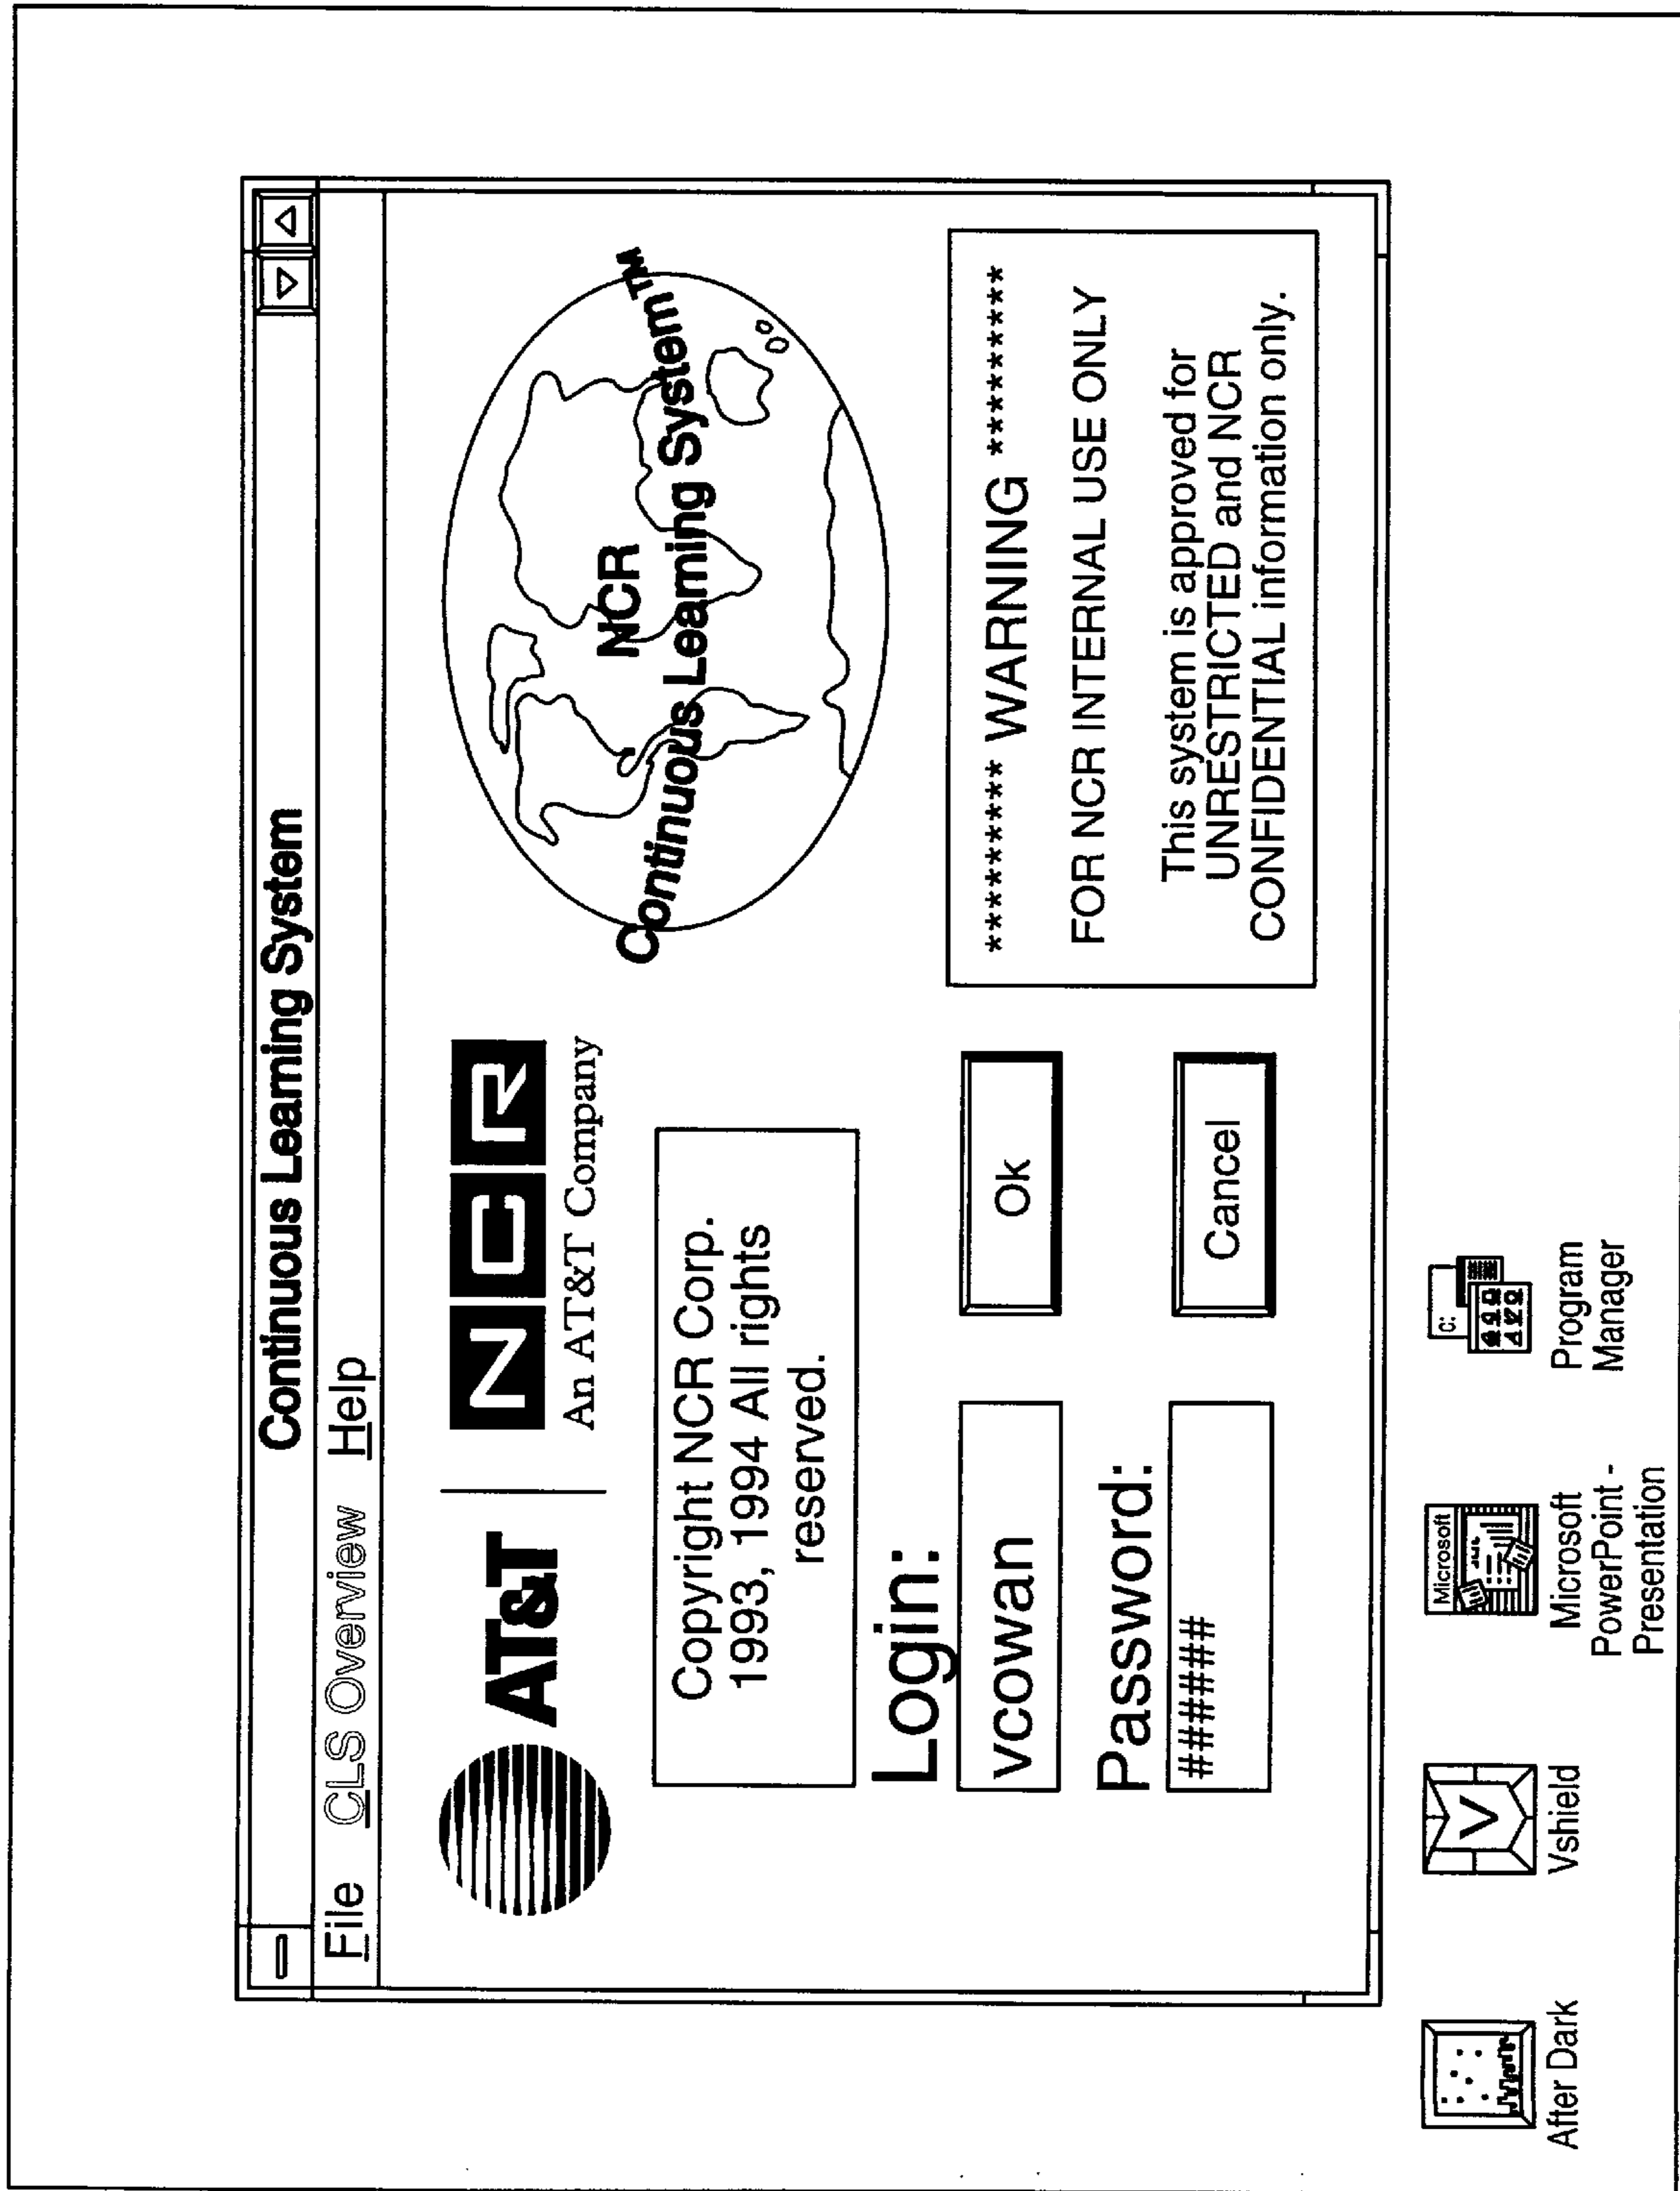 Continuous Learning System
File CLS Overview Help
AT&T
NCR
An AT&T Company
NCR
Continuous Learning System™
Copyright NCR Corp.
1993, 1994 All rights
reserved.
Login:
vcowan
Ok
Password:
######
Cancel
********* WARNING *********
FOR NCR INTERNAL USE ONLY
This system is approved for
UNRESTRICTED and NCR
CONFIDENTIAL information only.
After Dark
V
Vshield
Microsoft
Microsoft
PowerPoint -
Presentation
C:
Program
Manager